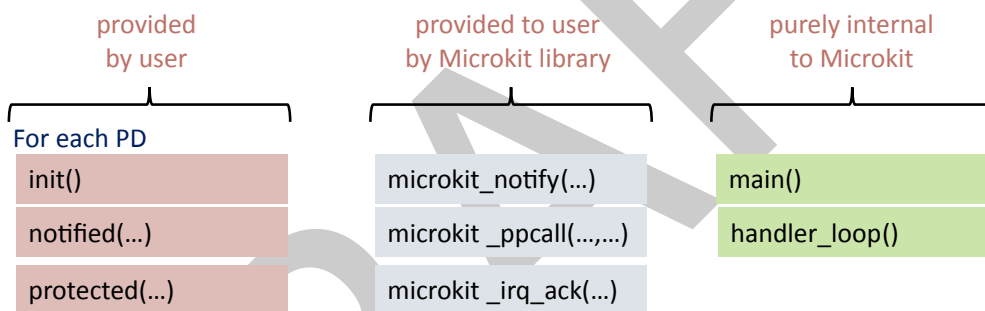 provided
by user
provided to user
by Microkit library
purely internal
to Microkit
For each PD
init()
notified(...)
protected(...)
microkit_notify(...)
microkit _ppcall(...,...)
microkit _irq_ack(...)
main()
handler_loop()